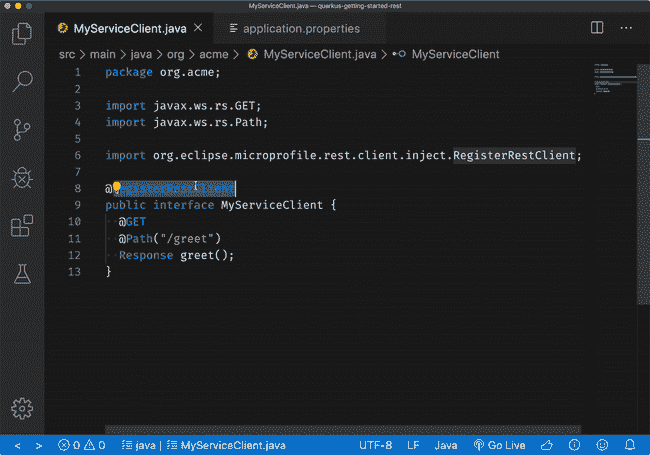 MyServiceClient.java — quarkus-getting-started-rest
MyServiceClient.java
application.properties
src > main > java > org > acme > MyServiceClient.java > MyServiceClient
1 package org.acme;
2
3 import javax.ws.rs.GET;
4 import javax.ws.rs.Path;
5
6 import org.eclipse.microprofile.rest.client.inject.RegisterRestClient;
7
8 @
9 public interface MyServiceClient {
10 @GET
11 @Path("/greet")
12 Response greet();
13 }
< > 0 0 java | MyServiceClient.java UTF-8 LF Java Go Live